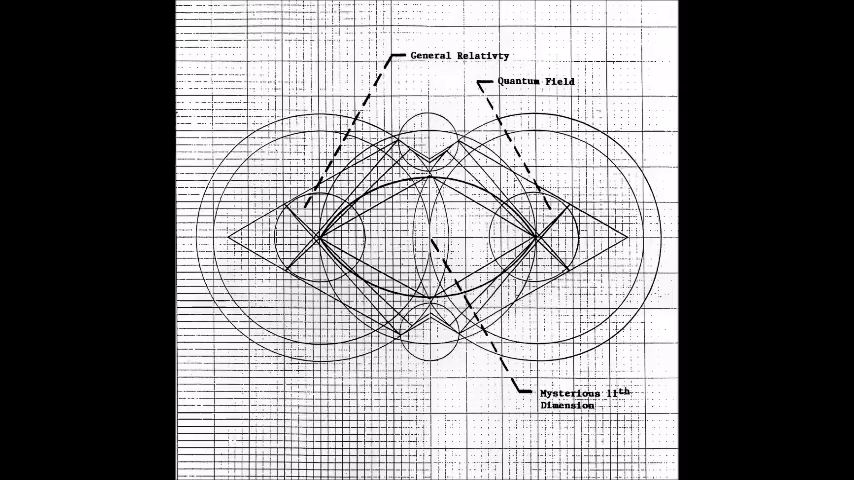 General Relativty
Quantum Field
Mysterious 11th
Dimension